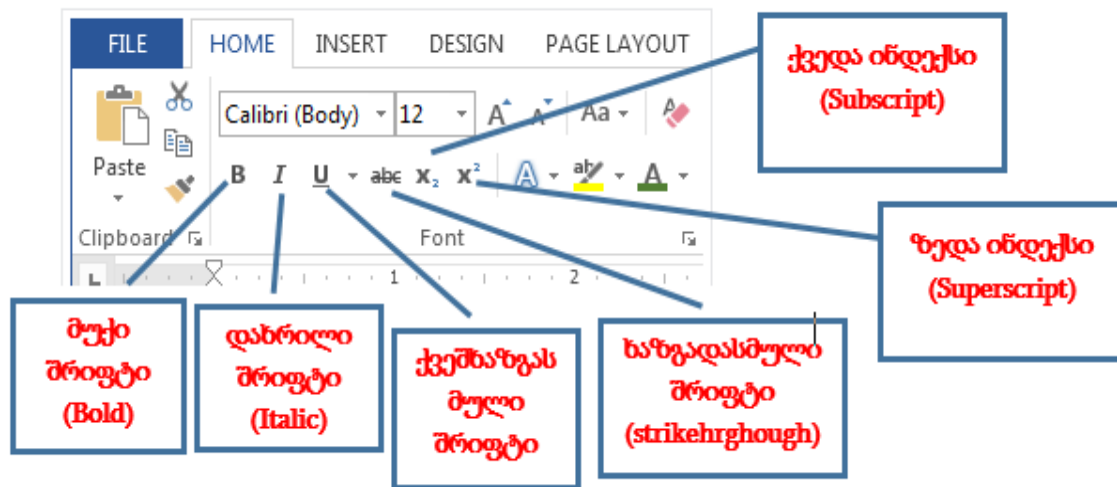 FILE HOME INSERT DESIGN PAGE LAYOUT
Calibri (Body) 12 A A Aa A
Paste
B I U abc X₂ X² A ab A
Clipboard Font
L 1 2
ქვედა ინდექსი
(Subscript)
ზედა ინდექსი
(Superscript)
მუქი
შრიფტი
(Bold)
დახრილი
შრიფტი
(Italic)
ქვეშხაზგას
მული
შრიფტი
ხაზგადასმული
შრიფტი
(strikehrghough)